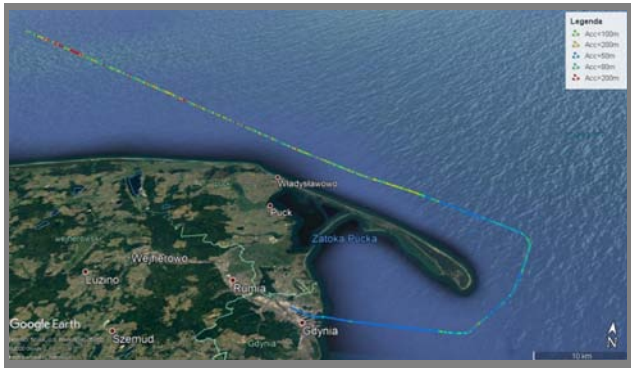 Legenda
Acc<100m
Acc<200m
Acc<50m
Acc<80m
Acc>200m
Władysławowo
Puck
Zatoka Pucka
Wejherowo
Luzino
Rumia
Google Earth
Szemud
Gdynia
Gdynia
N
10 km